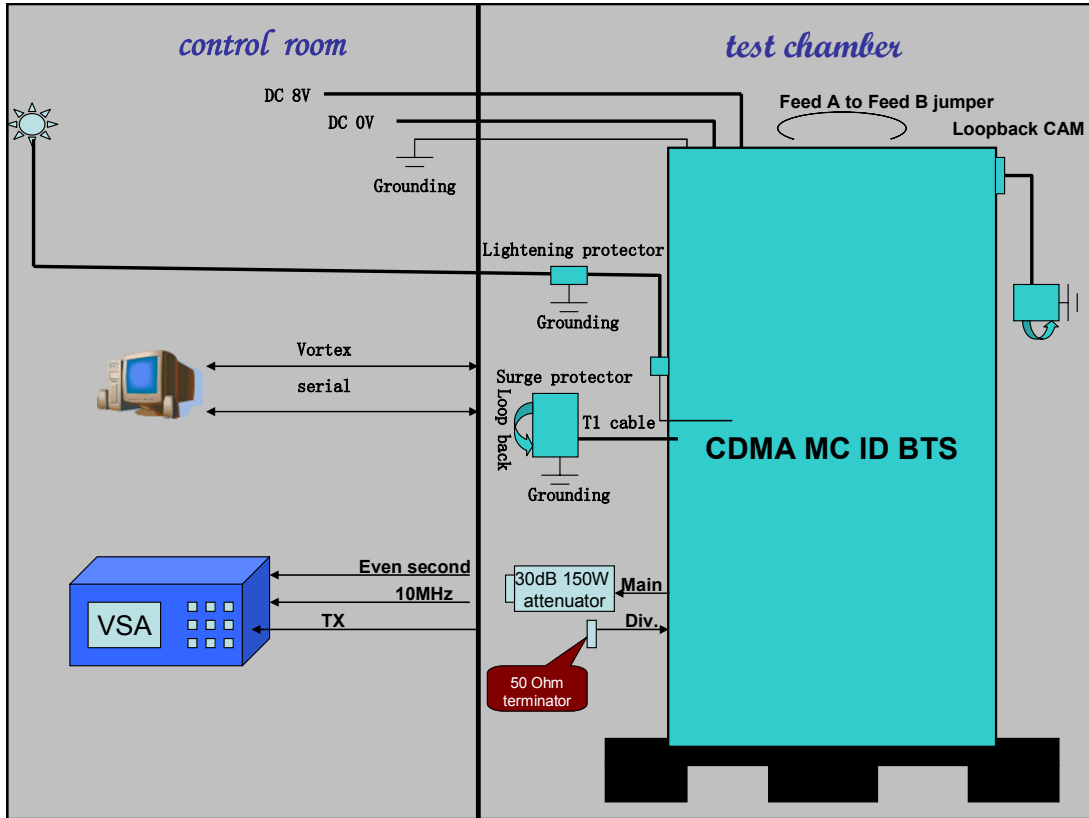 control room
test chamber
DC 8V
DC 0V
Grounding
Feed A to Feed B jumper
Loopback CAM
Lightening protector
Grounding
Vortex
serial
Surge protector
Loop back
T1 cable
Grounding
CDMA MC ID BTS
Even second
10MHz
TX
VSA
30dB 150W
attenuator
Main
Div.
50 Ohm
terminator